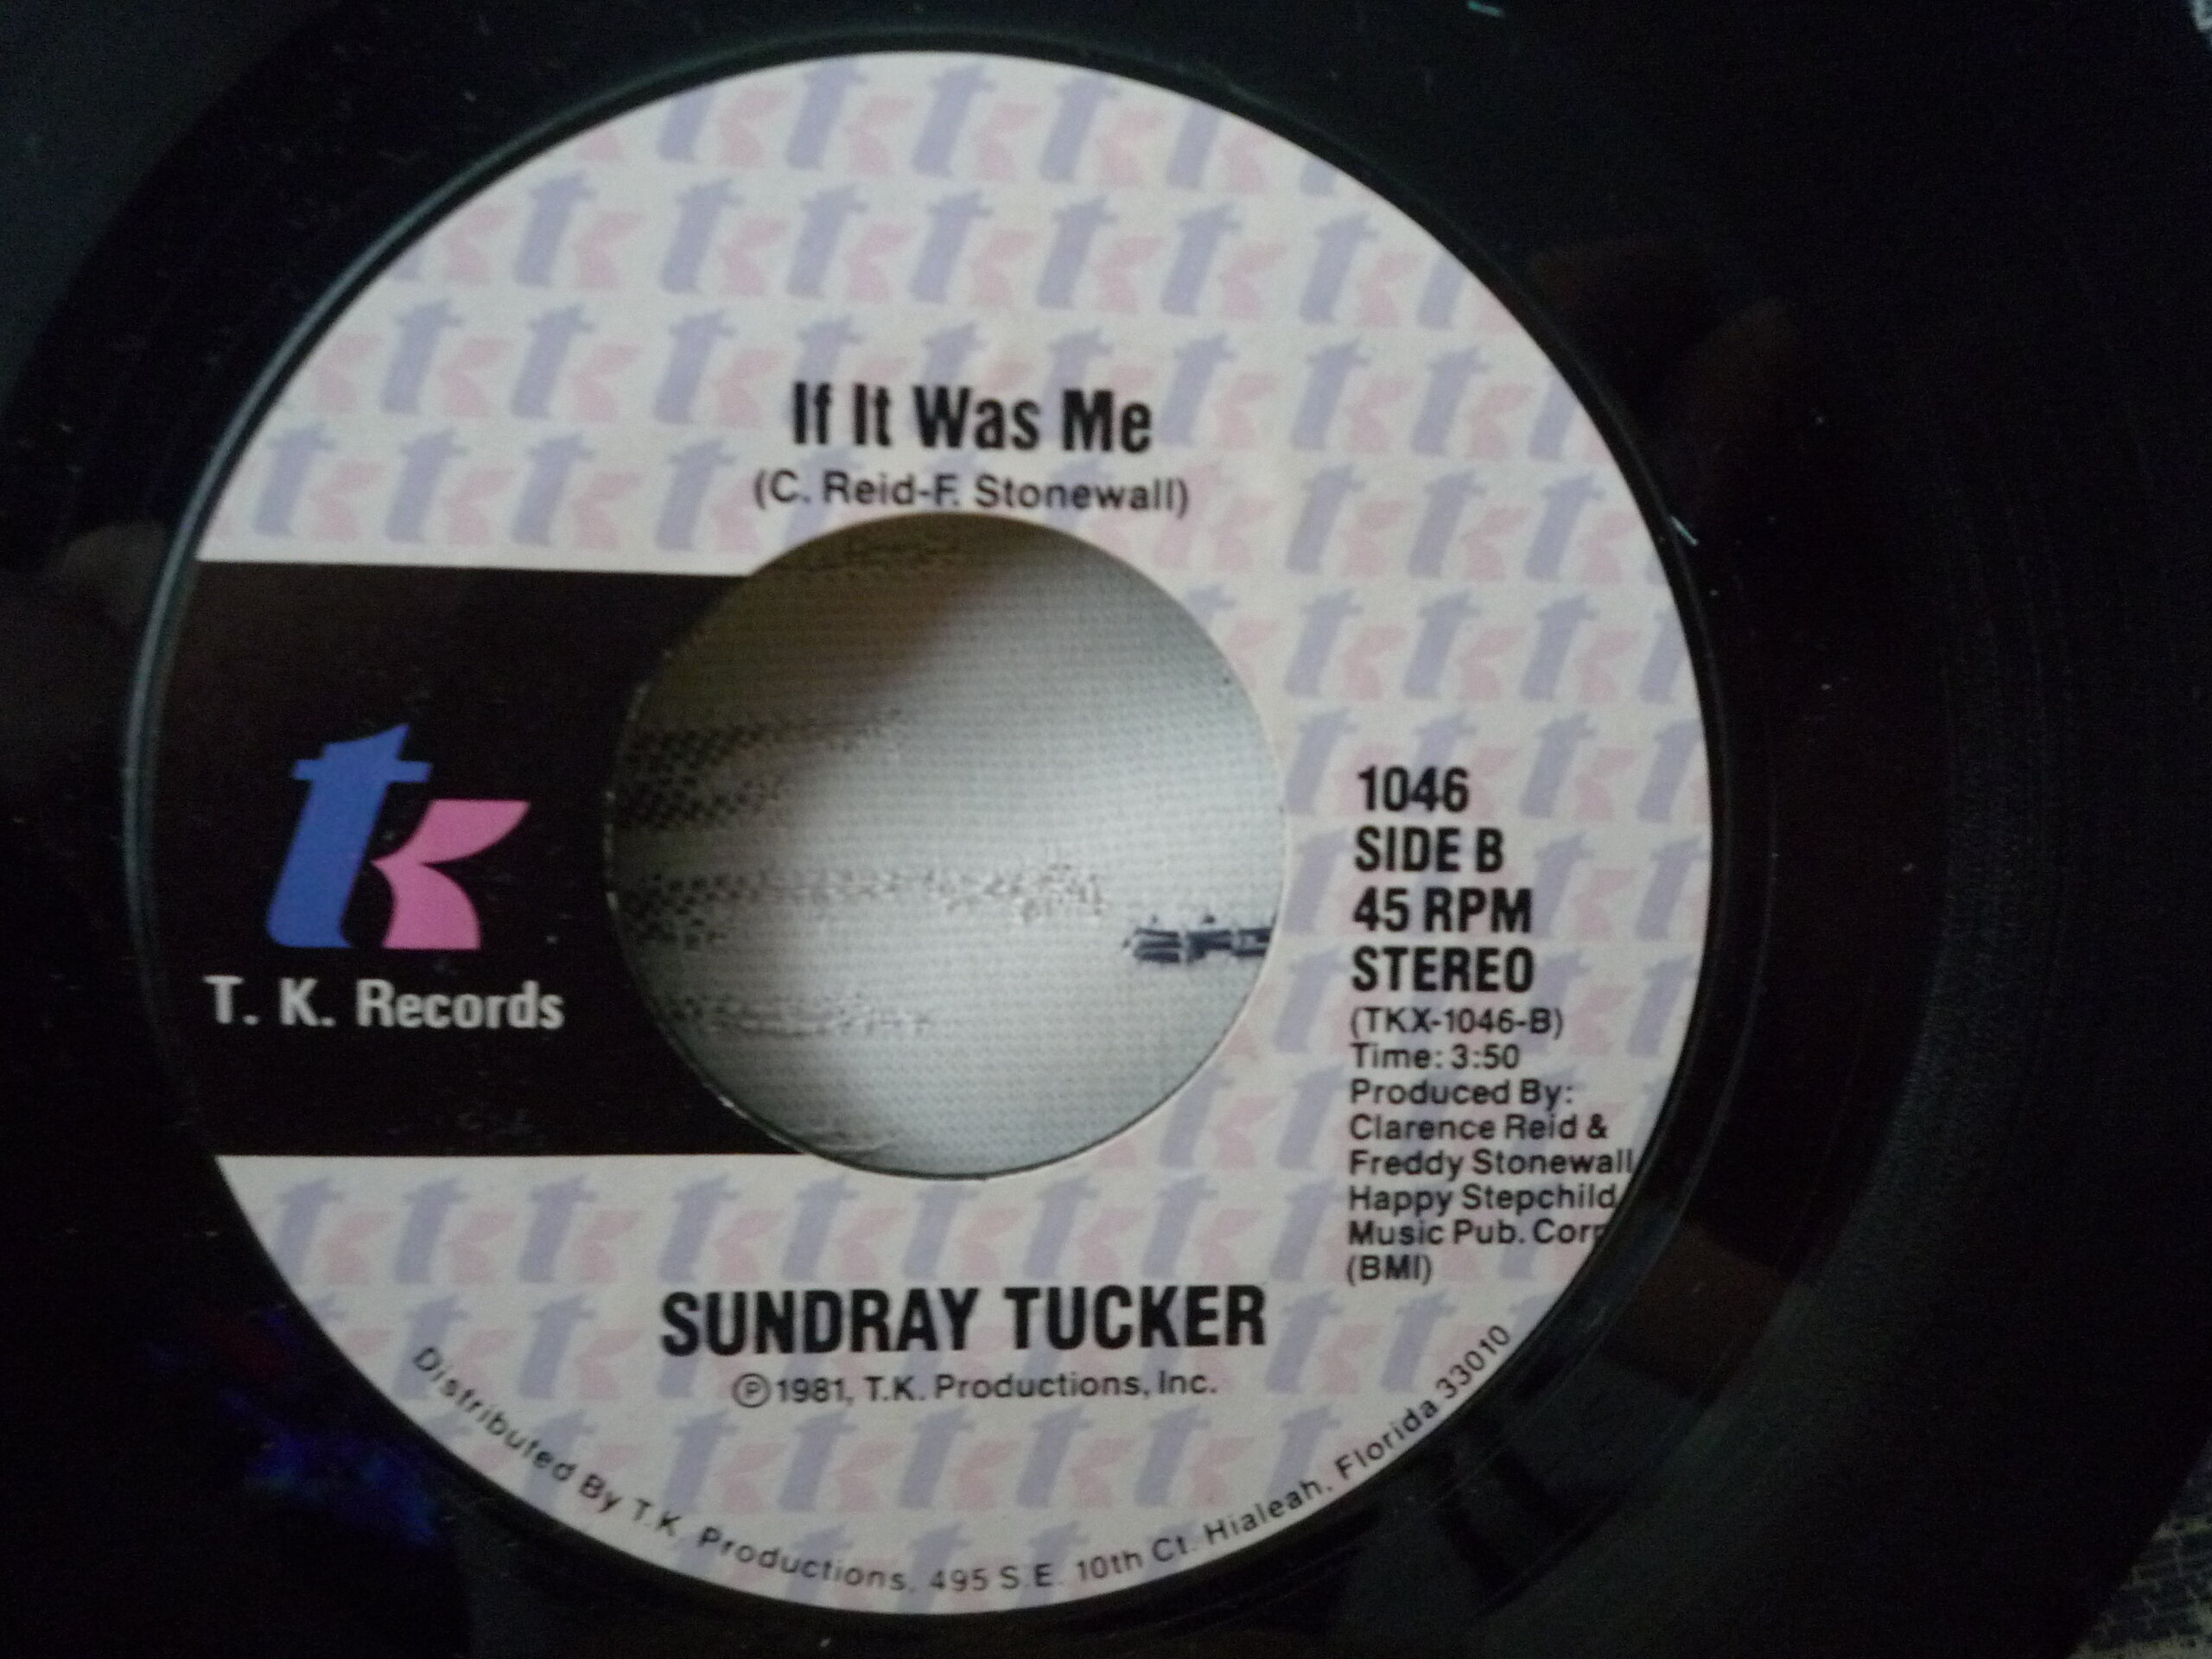 If It Was Me
(C. Reid-F. Stonewall)
tk
T. K. Records
1046
SIDE B
45 RPM
STEREO
(TKX-1046-B)
Time: 3:50
Produced By:
Clarence Reid &
Freddy Stonewall
Happy Stepchild
Music Pub. Corp
(BMI)
SUNDRAY TUCKER
℗1981, T.K. Productions, Inc.
Distributed By T.K. Productions, 495 S.E. 10th Ct. Hialeah, Florida 33010